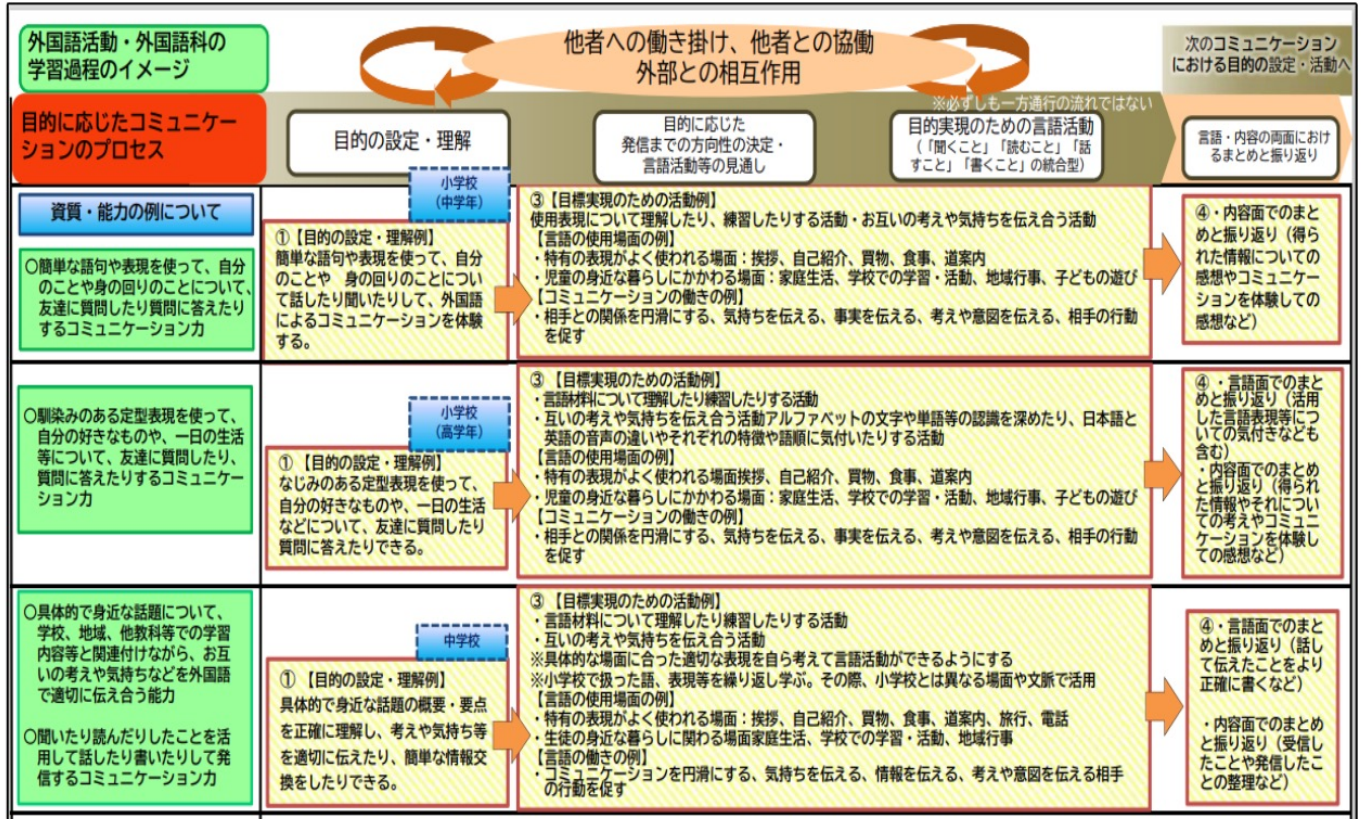 外国語活動・外国語科の
学習過程のイメージ
他者への働き掛け、他者との協働
外部との相互作用
次のコミュニケーション
における目的の設定・活動へ
目的に応じたコミュニケー
ションのプロセス
目的の設定・理解
目的に応じた
発信までの方向性の決定・
言語活動等の見通し
※必ずしも一方通行の流れではない
目的実現のための言語活動
（「聞くこと」「読むこと」「話
すこと」「書くこと」の統合型）
言語・内容の両面におけ
るまとめと振り返り
資質・能力の例について
○簡単な語句や表現を使って、自分
のことや身の回りのことについて、
友達に質問したり質問に答えたり
するコミュニケーション力
小学校
（中学年）
①【目的の設定・理解例】
簡単な語句や表現を使って、自分
のことや 身の回りのことについ
て話したり聞いたりして、外国語
によるコミュニケーションを体験
する。
③【目標実現のための活動例】
使用表現について理解したり、練習したりする活動・お互いの考えや気持ちを伝え合う活動
【言語の使用場面の例】
・特有の表現がよく使われる場面：挨拶、自己紹介、買物、食事、道案内
・児童の身近な暮らしにかかわる場面：家庭生活、学校での学習・活動、地域行事、子どもの遊び
【コミュニケーションの働きの例】
・相手との関係を円滑にする、気持ちを伝える、事実を伝える、考えや意図を伝える、相手の行動
を促す
④・内容面でのまと
めと振り返り（得ら
れた情報についての
感想やコミュニケー
ションを体験しての
感想など）
○馴染みのある定型表現を使って、
自分の好きなものや、一日の生活
等について、友達に質問したり、
質問に答えたりするコミュニケー
ション力
小学校
（高学年）
① 【目的の設定・理解例】
なじみのある定型表現を使って、
自分の好きなものや、一日の生活
などについて、友達に質問したり
質問に答えたりできる。
③ 【目標実現のための活動例】
・言語材料について理解したり練習したりする活動
・互いの考えや気持ちを伝え合う活動アルファベットの文字や単語等の認識を深めたり、日本語と
英語の音声の違いやそれぞれの特徴や語順に気付いたりする活動
【言語の使用場面の例】
・特有の表現がよく使われる場面挨拶、自己紹介、買物、食事、道案内
・児童の身近な暮らしにかかわる場面：家庭生活、学校での学習・活動、地域行事、子どもの遊び
【コミュニケーションの働きの例】
・相手との関係を円滑にする、気持ちを伝える、事実を伝える、考えや意図を伝える、相手の行動
を促す
④ ・言語面でのまと
めと振り返り（活用
した言語表現等につ
いての気付きなども
含む）
・内容面でのまとめ
と振り返り（得られ
た情報やそれについ
ての考えやコミュニ
ケーションを体験し
ての感想など）
○具体的で身近な話題について、
学校、地域、他教科等での学習
内容等と関連付けながら、お互
いの考えや気持ちなどを外国語
で適切に伝え合う能力
○聞いたり読んだりしたことを活
用して話したり書いたりして発
信するコミュニケーション力
中学校
① 【目的の設定・理解例】
具体的で身近な話題の概要・要点
を正確に理解し、考えや気持ち等
を適切に伝えたり、簡単な情報交
換をしたりできる。
③ 【目標実現のための活動例】
・言語材料について理解したり練習したりする活動
・互いの考えや気持ちを伝え合う活動
※具体的な場面に合った適切な表現を自ら考えて言語活動ができるようにする
※小学校で扱った語、表現等を繰り返し学ぶ。その際、小学校とは異なる場面や文脈で活用
【言語の使用場面の例】
・特有の表現がよく使われる場面：挨拶、自己紹介、買物、食事、道案内、旅行、電話
・生徒の身近な暮らしに関わる場面家庭生活、学校での学習・活動、地域行事
【言語の働きの例】
・コミュニケーションを円滑にする、気持ちを伝える、情報を伝える、考えや意図を伝える相手
の行動を促す
④・言語面でのまと
めと振り返り（話し
て伝えたことをより
正確に書くなど）
・内容面でのまとめ
と振り返り（受信し
たことや発信したこ
との整理など）